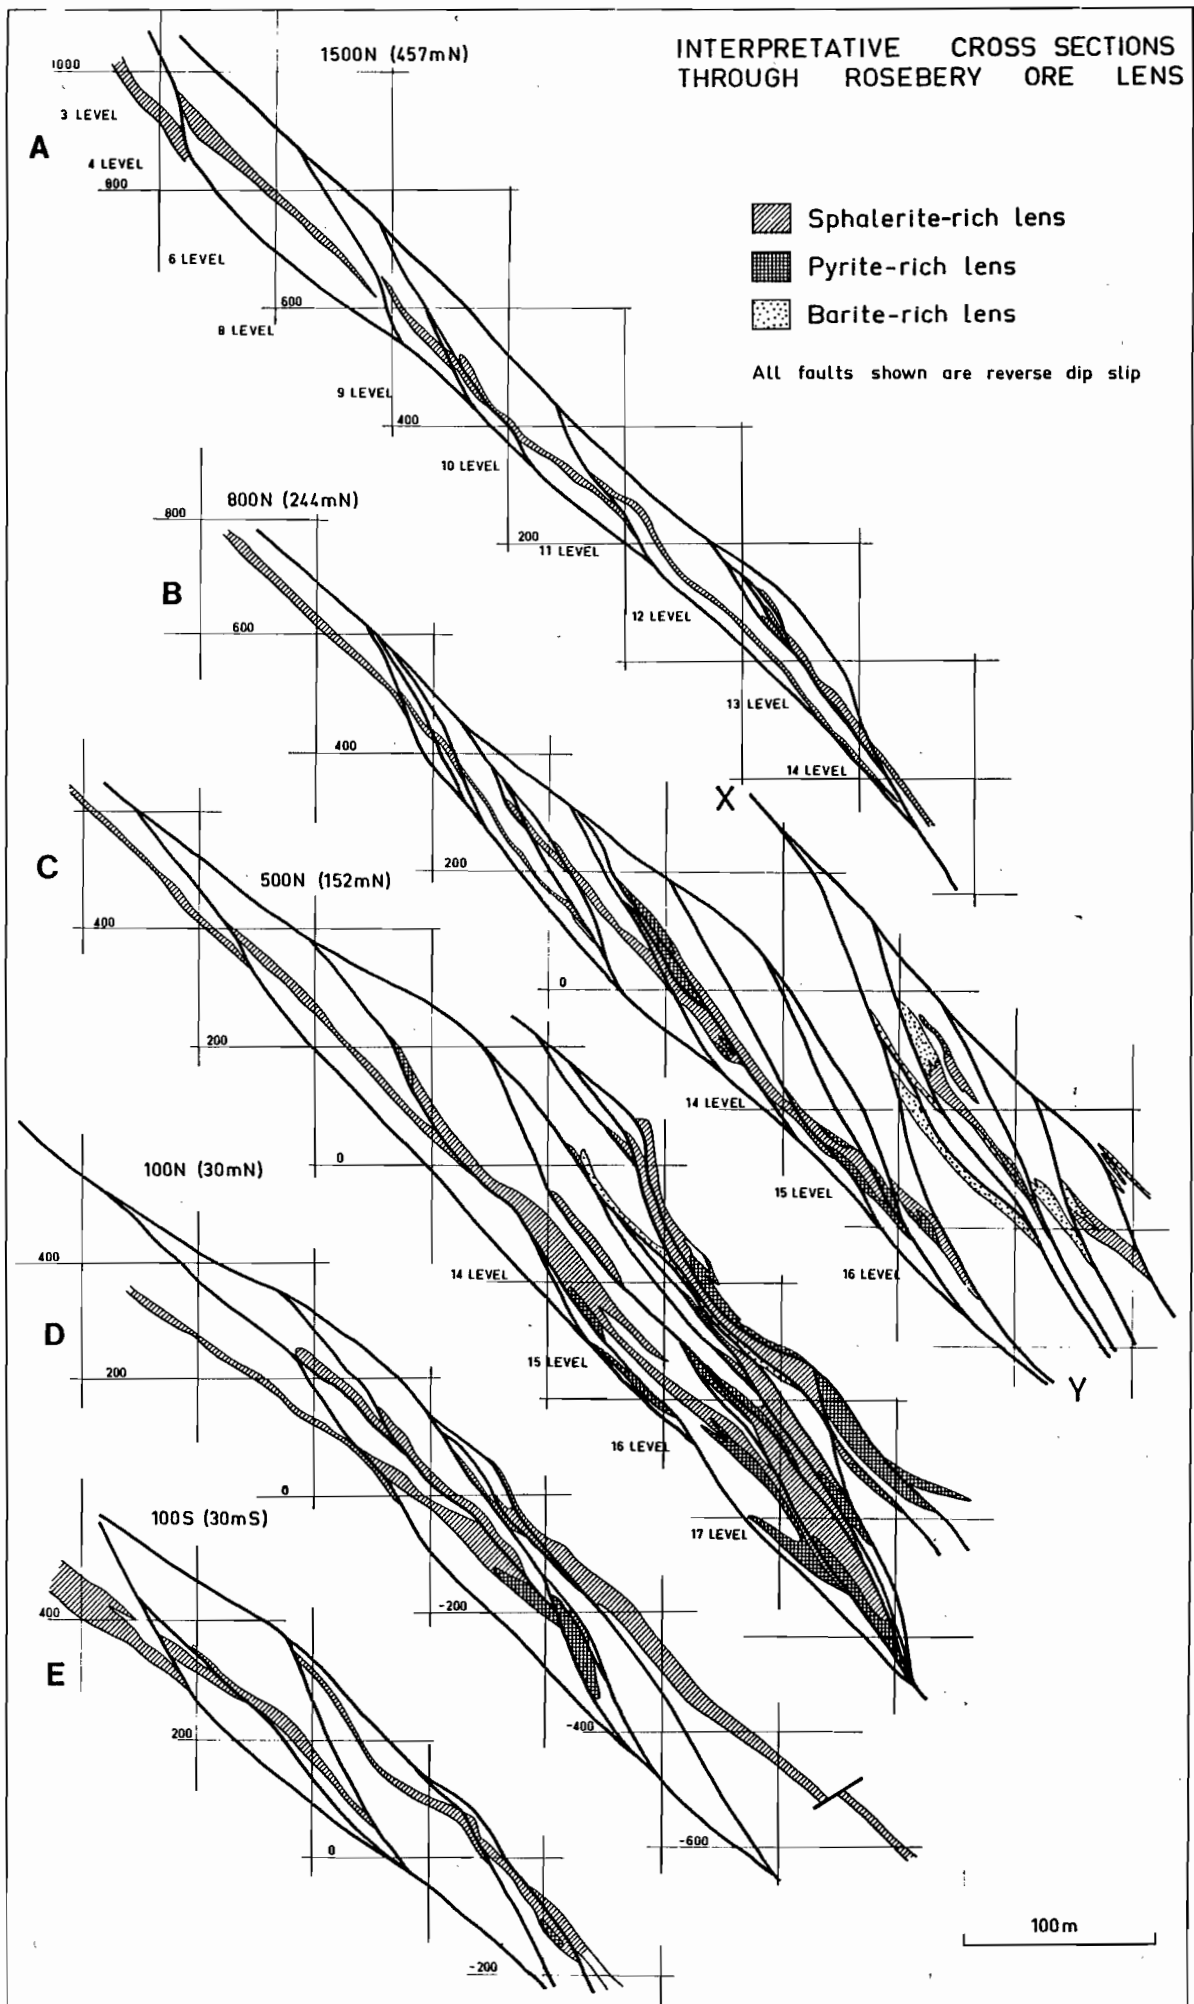 INTERPRETATIVE CROSS SECTIONS
THROUGH ROSEBERY ORE LENS
Sphalerite-rich lens
Pyrite-rich lens
Barite-rich lens
All faults shown are reverse dip slip
A
1500N (457mN)
1000
3 LEVEL
4 LEVEL
800
6 LEVEL
600
8 LEVEL
9 LEVEL
400
10 LEVEL
200
11 LEVEL
12 LEVEL
13 LEVEL
14 LEVEL
B
800N (244mN)
800
600
400
200
0
14 LEVEL
15 LEVEL
16 LEVEL
X
Y
C
500N (152mN)
400
200
0
14 LEVEL
15 LEVEL
16 LEVEL
17 LEVEL
D
100N (30mN)
400
200
0
-200
-400
-600
E
100S (30mS)
400
200
0
-200
100m